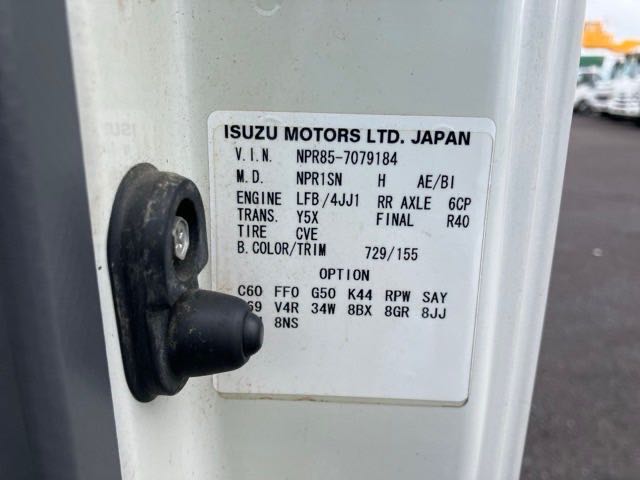 ISUZU MOTORS LTD. JAPAN
V.I.N. NPR85-7079184
M.D. NPR1SN H AE/BI
ENGINE LFB/4JJ1 RR AXLE 6CP
TRANS. Y5X FINAL R40
TIRE CVE
B.COLOR/TRIM 729/155
OPTION
C60 FF0 G50 K44 RPW SAY
V4R 34W 8BX 8GR 8JJ
8NS